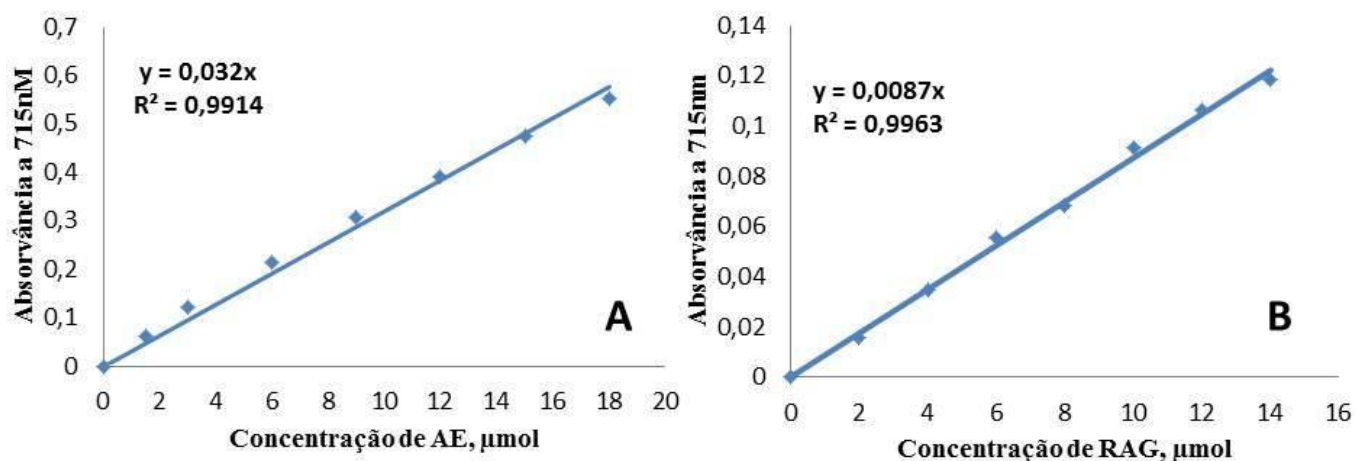 Absorvância a 715nM
0,7
0,6
0,5
0,4
0,3
0,2
0,1
0
y = 0,032x
R² = 0,9914
A
0 2 4 6 8 10 12 14 16 18 20
Concentração de AE, µmol
Absorvância a 715nm
0,14
0,12
0,1
0,08
0,06
0,04
0,02
0
y = 0,0087x
R² = 0,9963
B
0 2 4 6 8 10 12 14 16
Concentração de RAG, µmol